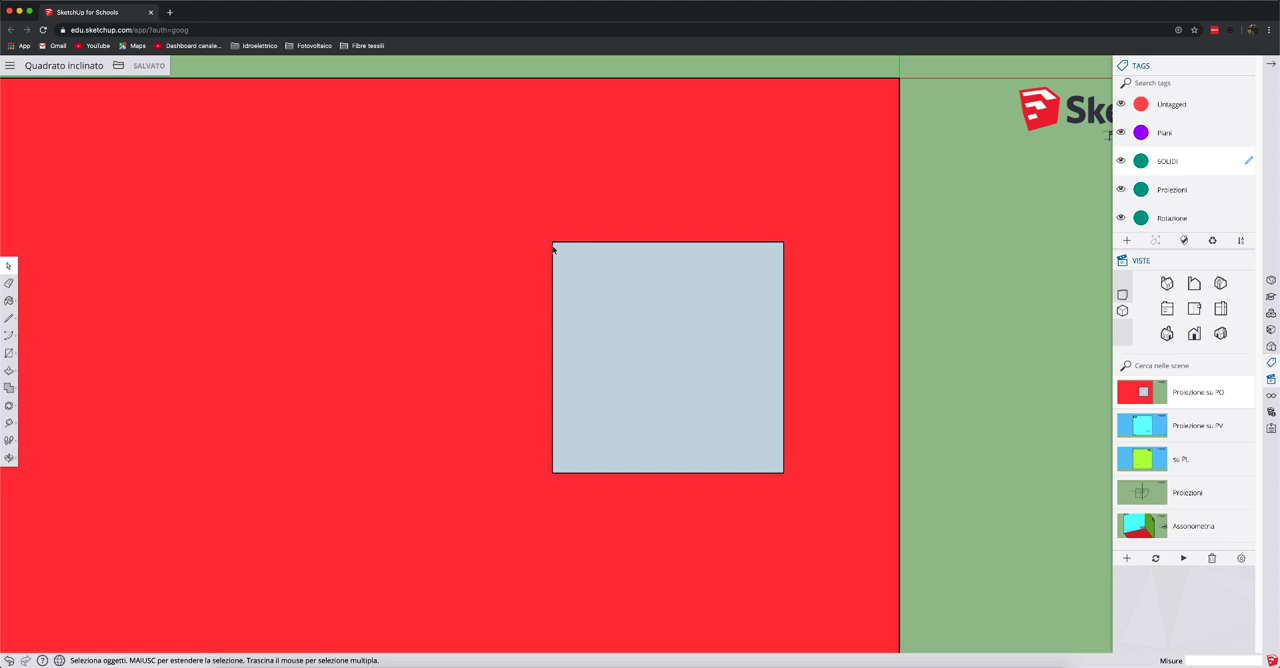 SketchUp for Schools
edu.sketchup.com/app/?auth=goog
App Gmail YouTube Maps Dashboard canale... Idroelettrico Fotovoltaico Fibre tessili
Quadrato inclinato SALVATO
TAGS
Search tags
Untagged
Piani
SOLIDI
Proiezioni
Rotazione
Ske
VISTE
Cerca nelle scene
Proiezione su PO
Proiezione su PV
su PL
Proiezioni
Assonometria
Seleziona oggetti. MAIUSC per estendere la selezione. Trascina il mouse per selezione multipla.
Misure